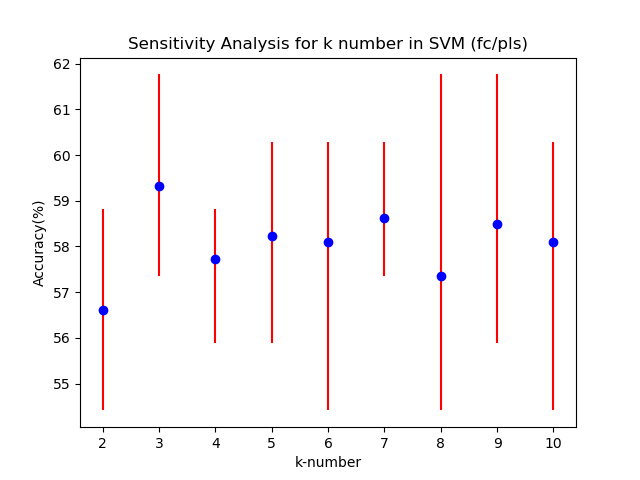 Sensitivity Analysis for k number in SVM (fc/pls)
62
61
60
59
58
57
56
55
Accuracy(%)
2 3 4 5 6 7 8 9 10
k-number